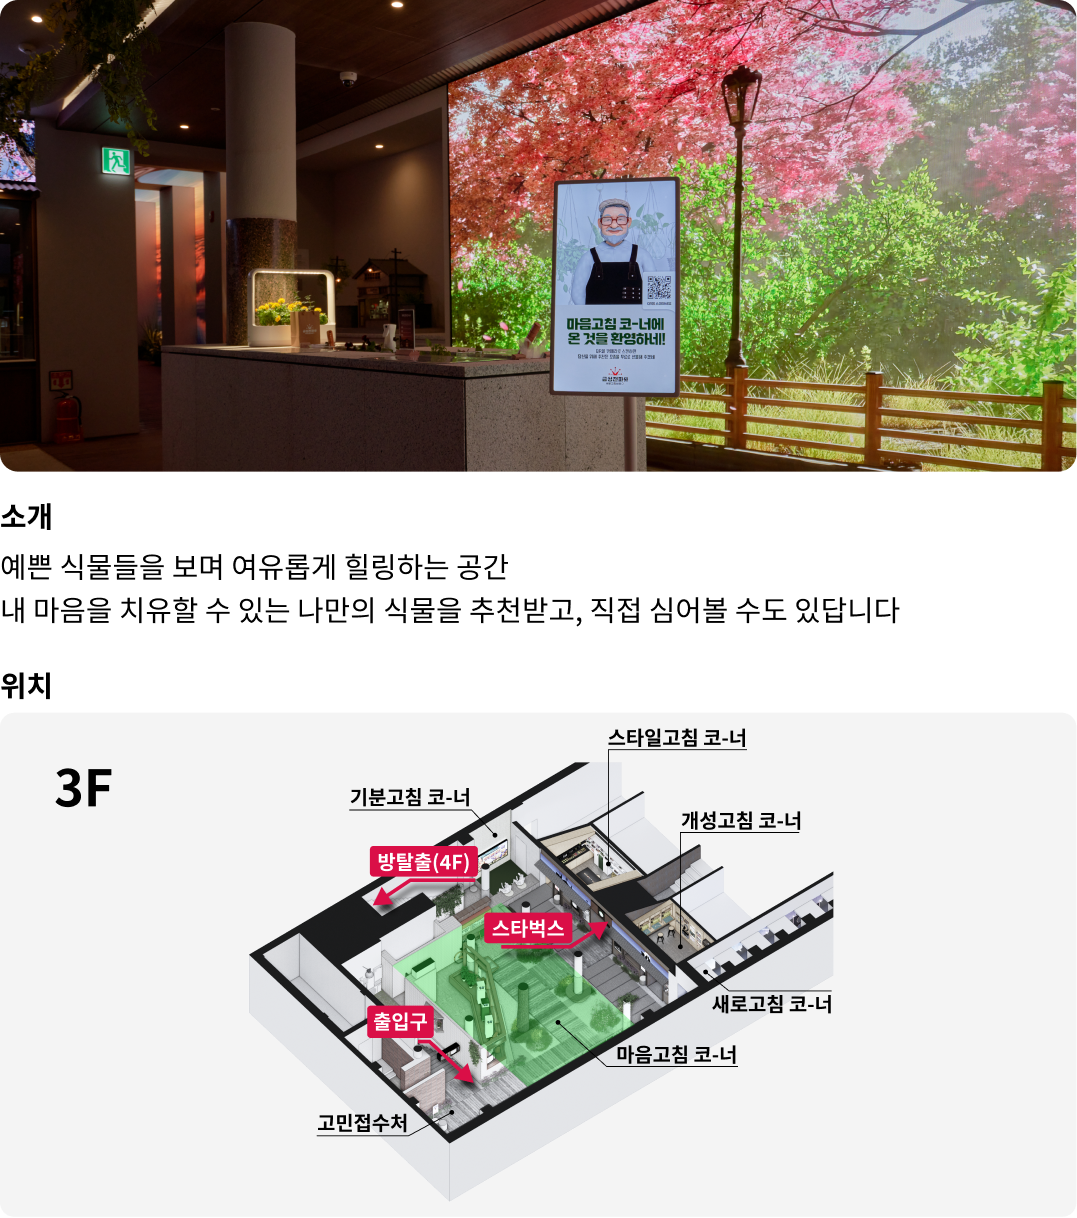 마음고침 코-너에
온 것을 환영하네!
금성전파사
소개
예쁜 식물들을 보며 여유롭게 힐링하는 공간
내 마음을 치유할 수 있는 나만의 식물을 추천받고, 직접 심어볼 수도 있답니다
위치
3F
스타일고침 코-너
기분고침 코-너
개성고침 코-너
방탈출(4F)
스타벅스
새로고침 코-너
출입구
마음고침 코-너
고민접수처